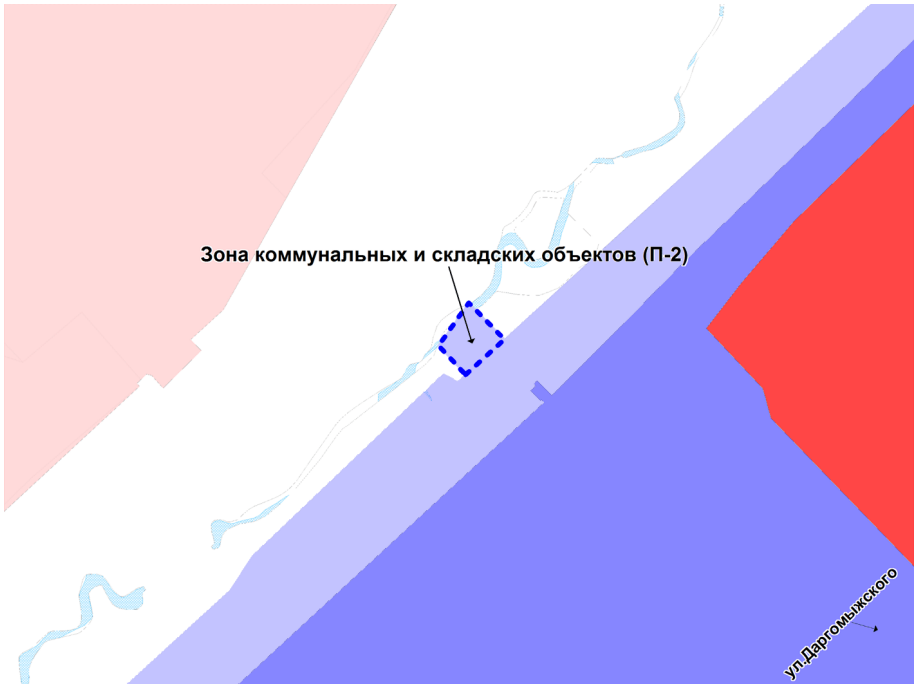 Зона коммунальных и складских объектов (П-2)
ул.Даргомыжского